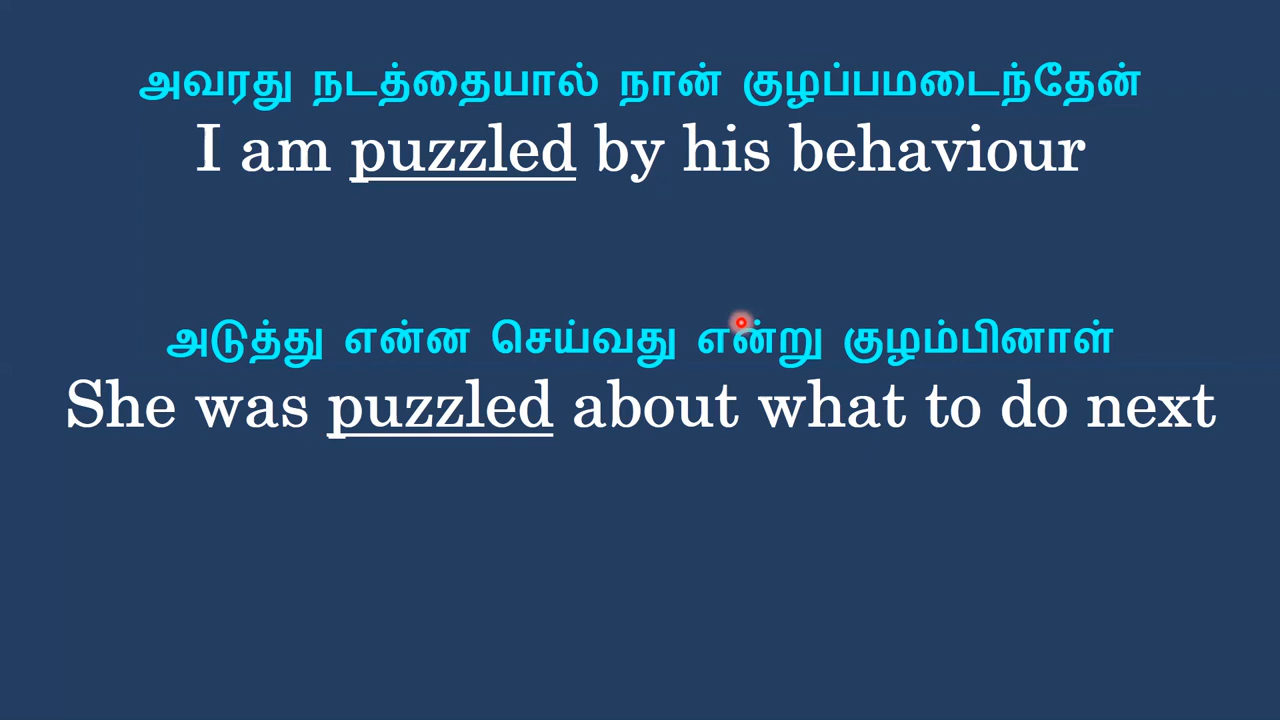 அவரது நடத்தையால் நான் குழப்பமடைந்தேன்
I am puzzled by his behaviour
அடுத்து என்ன செய்வது என்று குழம்பினாள்
She was puzzled about what to do next